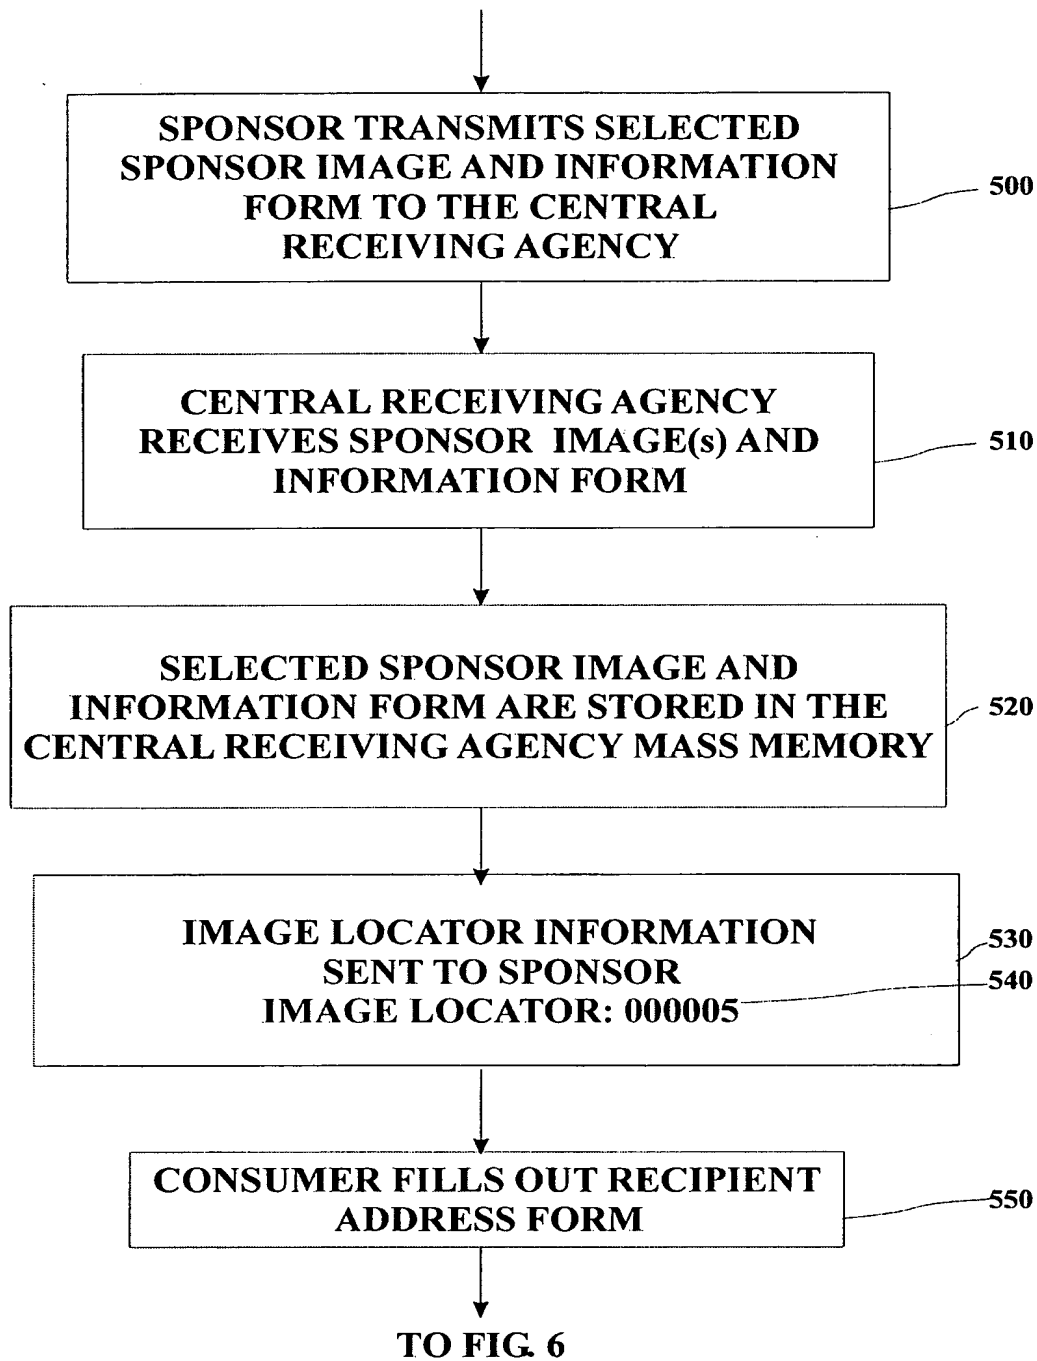 SPONSOR TRANSMITS SELECTED
SPONSOR IMAGE AND INFORMATION
FORM TO THE CENTRAL
RECEIVING AGENCY
500
CENTRAL RECEIVING AGENCY
RECEIVES SPONSOR IMAGE(s) AND
INFORMATION FORM
510
SELECTED SPONSOR IMAGE AND
INFORMATION FORM ARE STORED IN THE
CENTRAL RECEIVING AGENCY MASS MEMORY
520
IMAGE LOCATOR INFORMATION
SENT TO SPONSOR
IMAGE LOCATOR: 000005
530
540
CONSUMER FILLS OUT RECIPIENT
ADDRESS FORM
550
TO FIG. 6